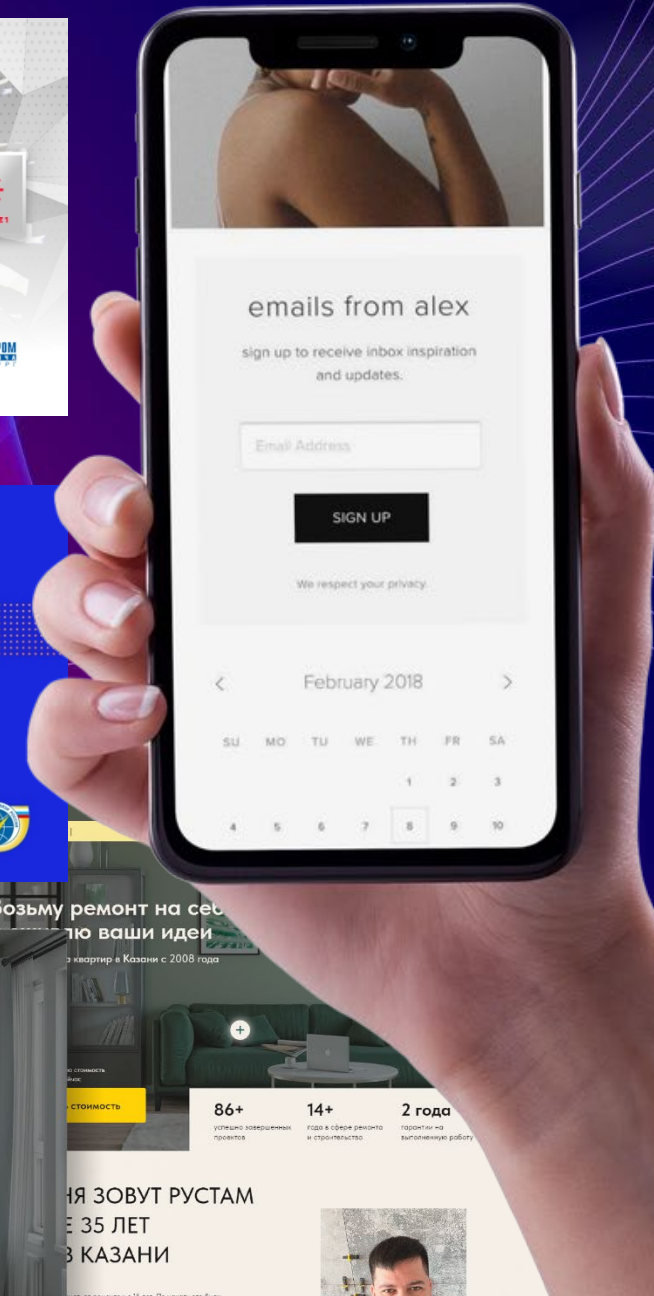 emails from alex
sign up to receive inbox inspiration
and updates.
Email Address
SIGN UP
We respect your privacy.
February 2018
SU MO TU WE TH FR SA
1 2 3
4 5 6 7 8 9 10
ремонт на
ваши идеи
квартир в Казани с 2008 года
стоимость
СТОИМОСТЬ
86+
успешно завершенных
проектов
14+
года в сфере ремонта
и строительства
2 года
гарантии на
выполненную работу
ЗОВУТ РУСТАМ
35 ЛЕТ
КАЗАНИ